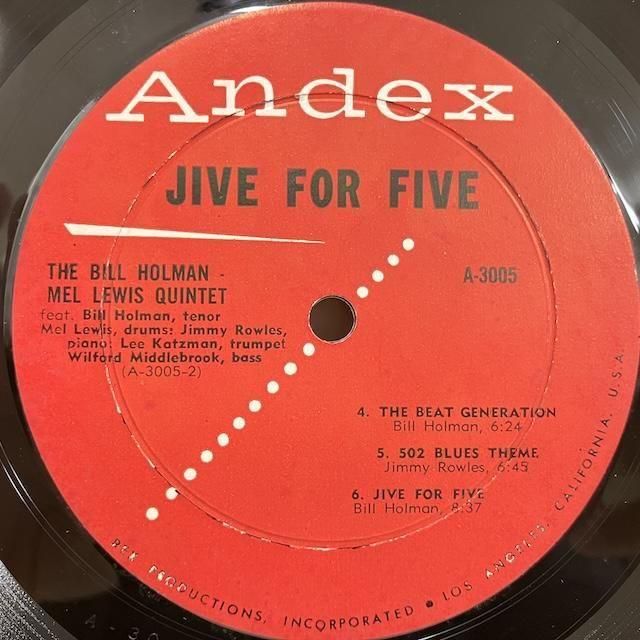 Andex
JIVE FOR FIVE
THE BILL HOLMAN -
MEL LEWIS QUINTET
feat. Bill Holman, tenor
Mel Lewis, drums: Jimmy Rowles,
piano: Lee Katzman, trumpet
Wilford Middlebrook, bass
(A-3005-2)
A-3005
4. THE BEAT GENERATION
Bill Holman, 6:24
5. 502 BLUES THEME
Jimmy Rowles, 6:45
6. JIVE FOR FIVE
Bill Holman, 8:37
REX PRODUCTIONS, INCORPORATED • LOS ANGELES, CALIFORNIA, U.S.A.
A-30